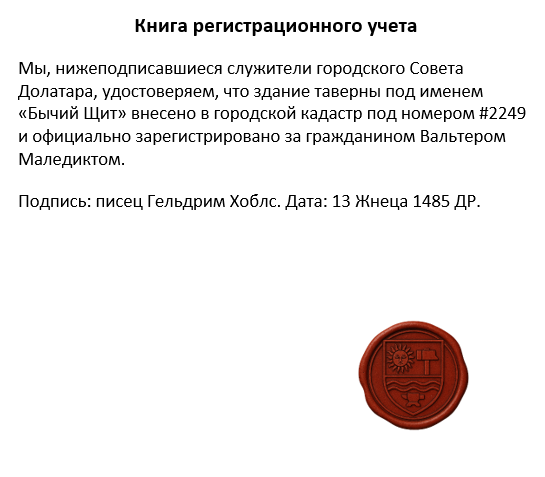 Книга регистрационного учета
Мы, нижеподписавшиеся служители городского Совета
Долатара, удостоверяем, что здание таверны под именем
«Бычий Щит» внесено в городской кадастр под номером #2249
и официально зарегистрировано за гражданином Вальтером
Маледиктом.
Подпись: писец Гельдрим Хоблс. Дата: 13 Жнеца 1485 ДР.